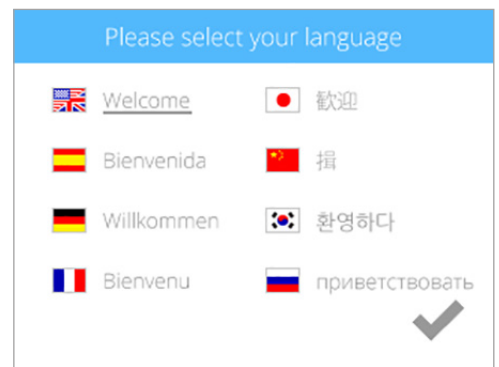 Please select your language
Welcome
歓迎
Bienvenida
揖
Willkommen
환영하다
Bienvenu
приветствовать